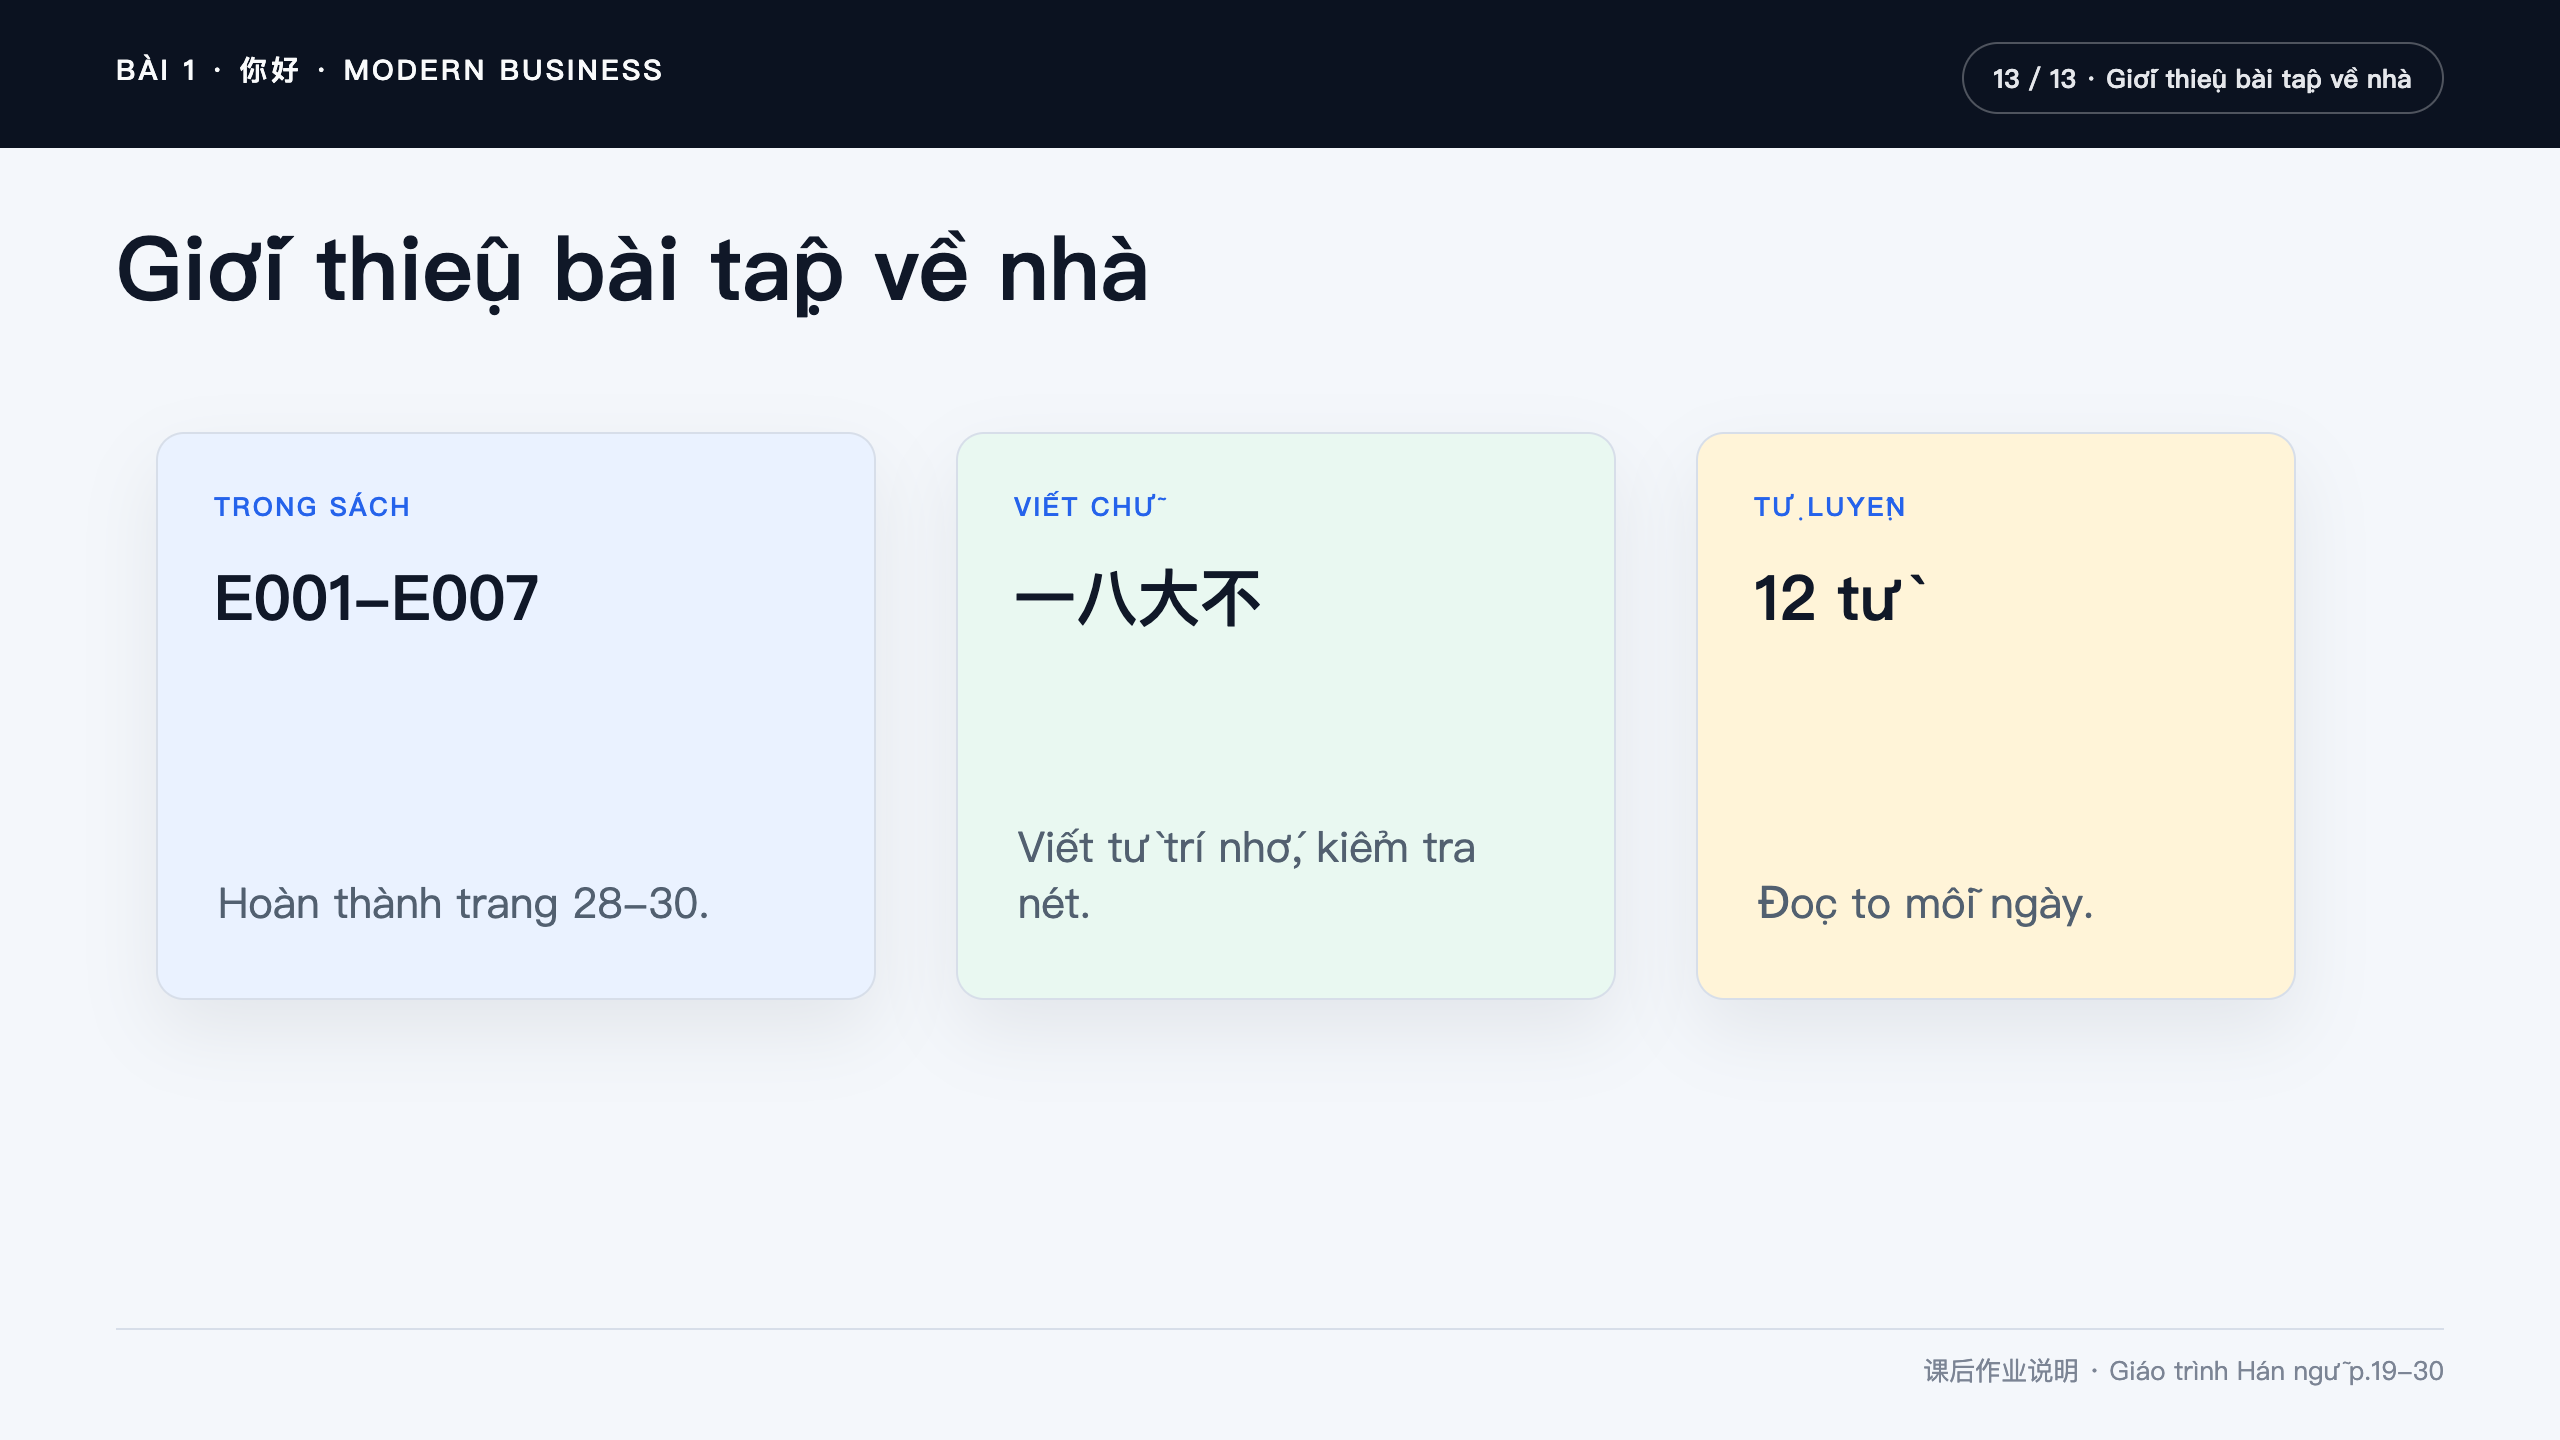 BÀI 1 · 你好 · MODERN BUSINESS
13 / 13 · Giới thiệu bài tập về nhà
Giới thiệu bài tập về nhà
TRONG SÁCH
E001–E007
Hoàn thành trang 28–30.
VIẾT CHỮ
一八大不
Viết từ trí nhớ, kiểm tra
nét.
TỰ LUYỆN
12 từ
Đọc to mỗi ngày.
课后作业说明 · Giáo trình Hán ngữ p.19–30